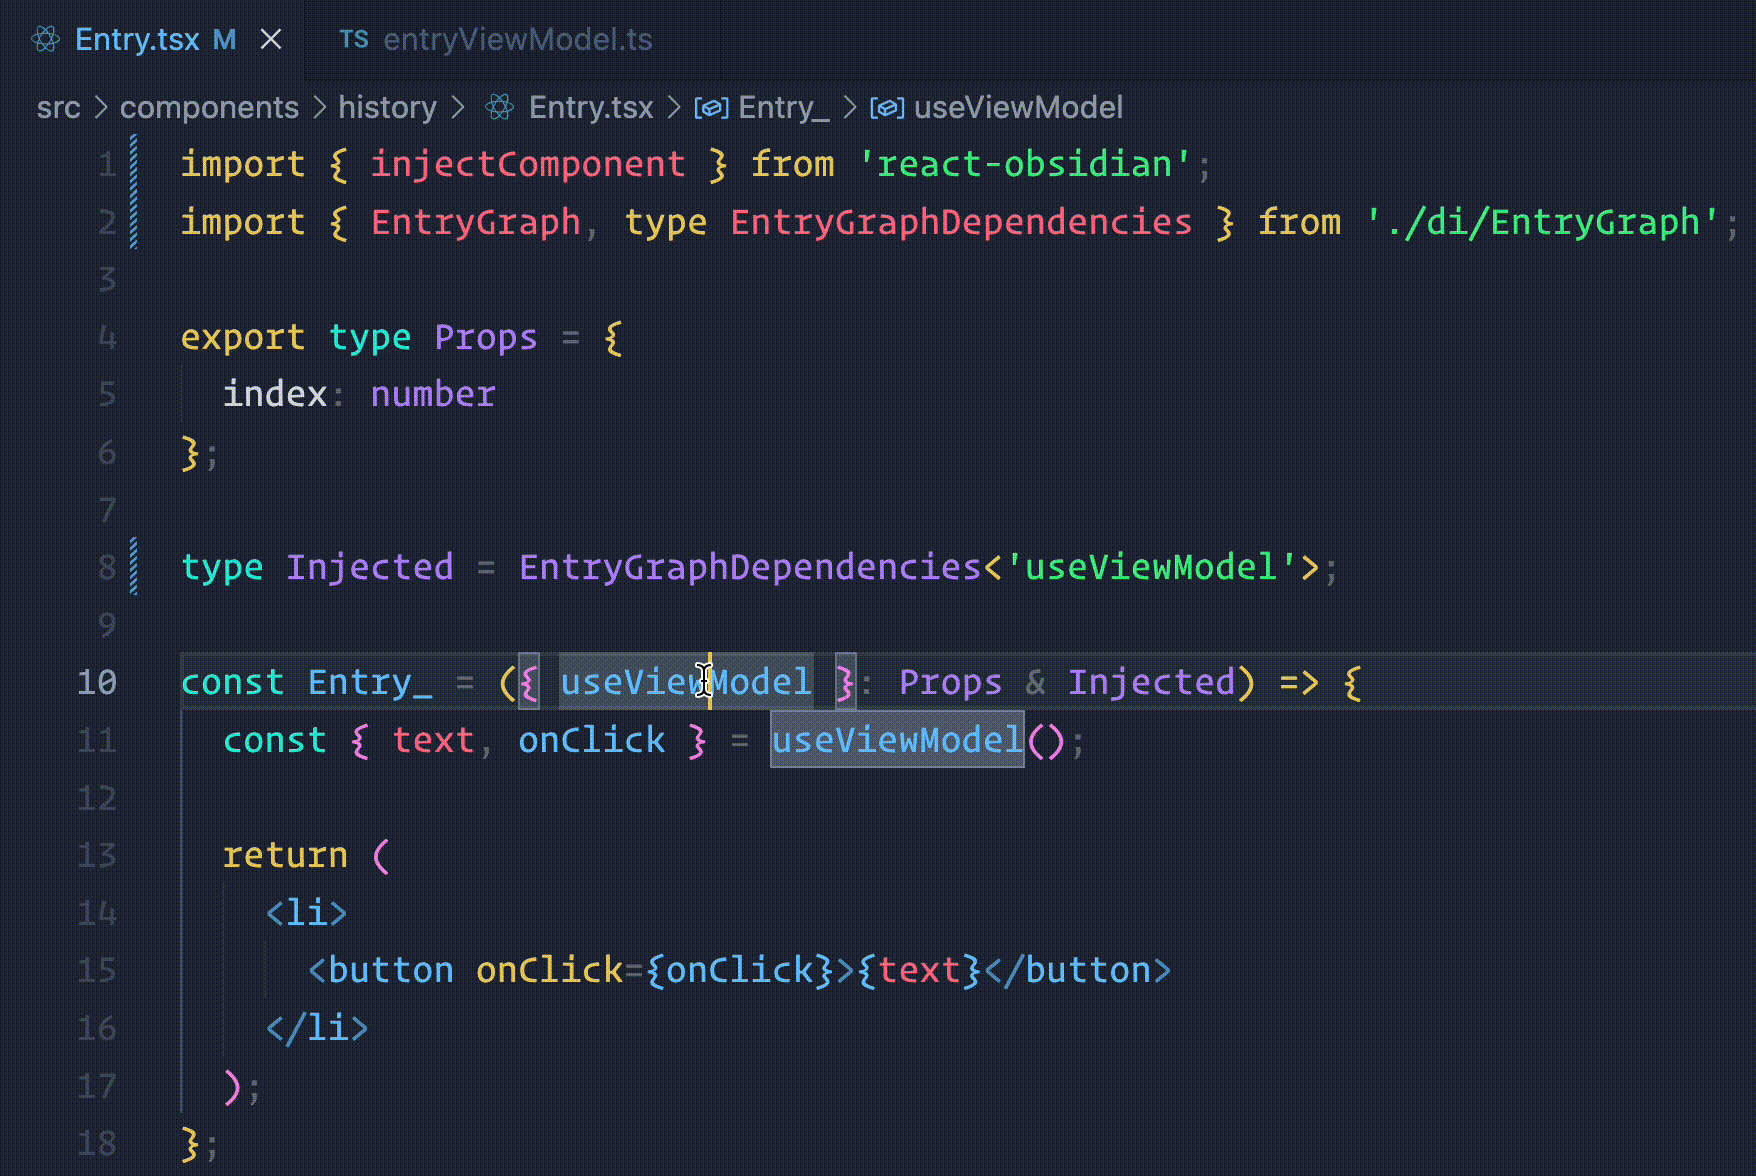 Entry.tsx M TS entryViewModel.ts
src > components > history > Entry.tsx > Entry_ > useViewModel
1 import { injectComponent } from 'react-obsidian';
2 import { EntryGraph, type EntryGraphDependencies } from './di/EntryGraph';
3
4 export type Props = {
5 index: number
6 };
7
8 type Injected = EntryGraphDependencies<'useViewModel'>;
9
10 const Entry_ = ({ useViewModel }: Props & Injected) => {
11 const { text, onClick } = useViewModel();
12
13 return (
14 <li>
15 <button onClick={onClick}>{text}</button>
16 </li>
17 );
18 };